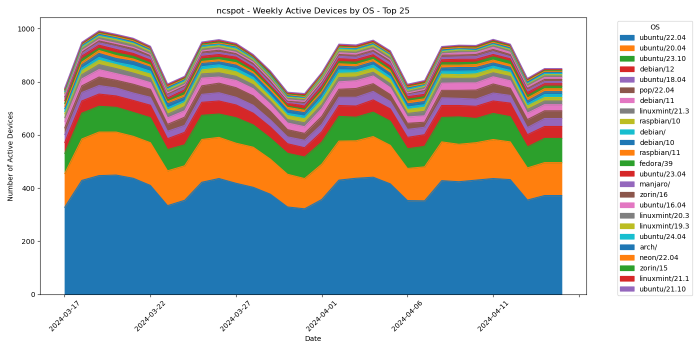 ncspot - Weekly Active Devices by OS - Top 25
1000
800
600
400
200
0
Number of Active Devices
2024-03-17
2024-03-22
2024-03-27
2024-04-01
2024-04-06
2024-04-11
Date
OS
ubuntu/22.04
ubuntu/20.04
ubuntu/23.10
debian/12
ubuntu/18.04
pop/22.04
debian/11
linuxmint/21.3
raspbian/10
debian/
debian/10
raspbian/11
fedora/39
ubuntu/23.04
manjaro/
zorin/16
ubuntu/16.04
linuxmint/20.3
linuxmint/19.3
ubuntu/24.04
arch/
neon/22.04
zorin/15
linuxmint/21.1
ubuntu/21.10